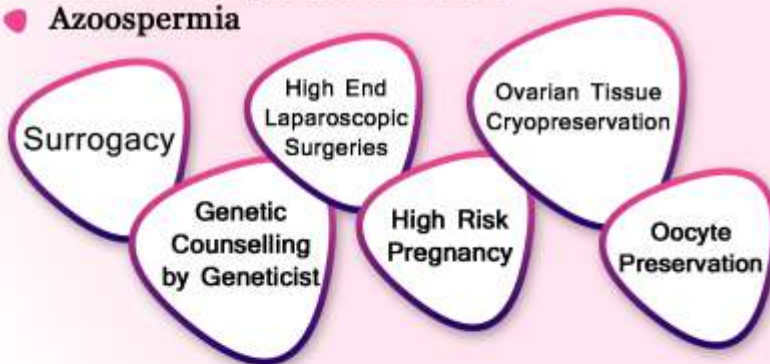 Azoospermia
Surrogacy
Genetic
Counselling
by Geneticist
High End
Laparoscopic
Surgeries
High Risk
Pregnancy
Ovarian Tissue
Cryopreservation
Oocyte
Preservation